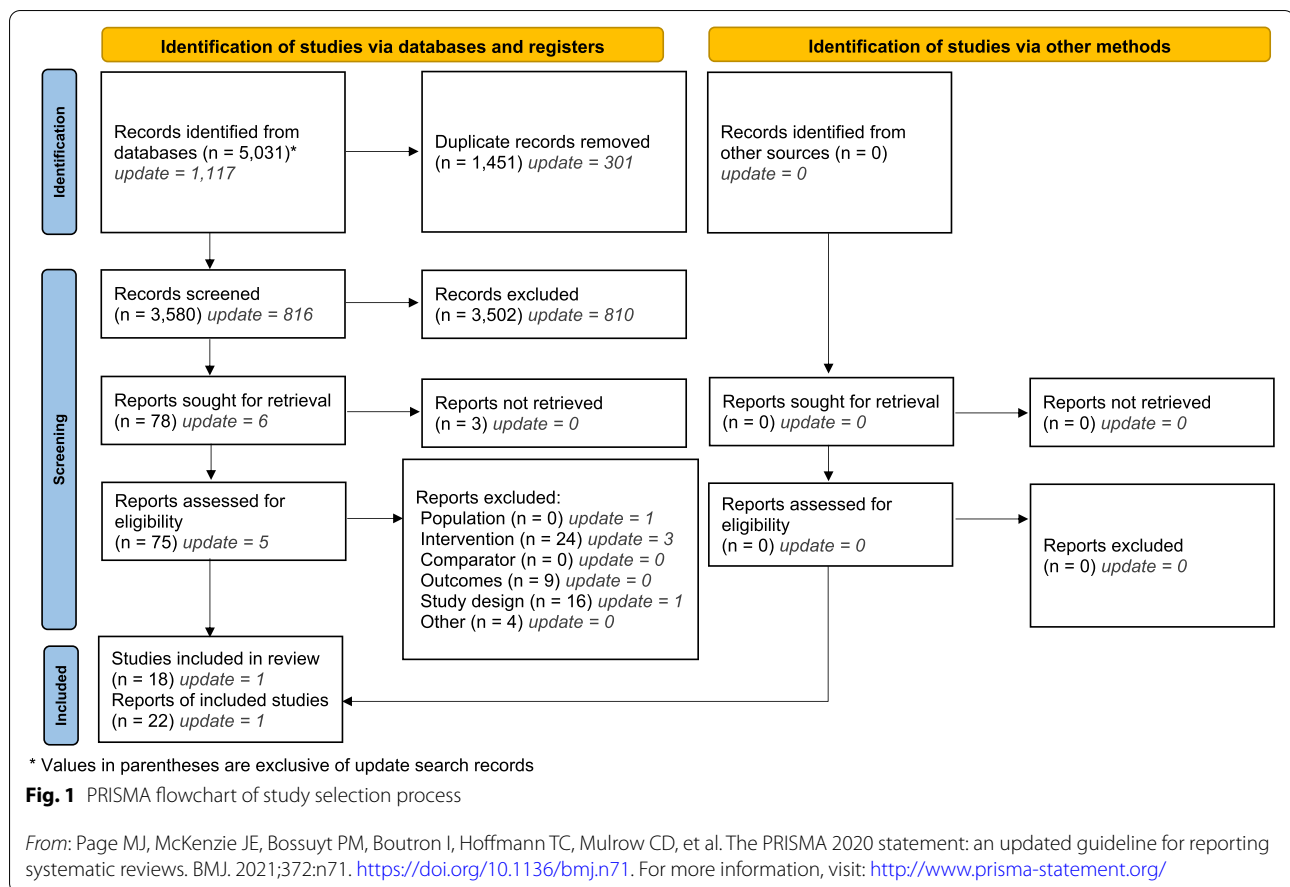 Identification of studies via databases and registers
Identification of studies via other methods
Identification
Records identified from
databases (n = 5,031)*
update = 1,117
Duplicate records removed
(n = 1,451) update = 301
Records identified from
other sources (n = 0)
update = 0
Screening
Records screened
(n = 3,580) update = 816
Records excluded
(n = 3,502) update = 810
Reports sought for retrieval
(n = 78) update = 6
Reports not retrieved
(n = 3) update = 0
Reports sought for retrieval
(n = 0) update = 0
Reports not retrieved
(n = 0) update = 0
Reports assessed for
eligibility
(n = 75) update = 5
Reports excluded:
Population (n = 0) update = 1
Intervention (n = 24) update = 3
Comparator (n = 0) update = 0
Outcomes (n = 9) update = 0
Study design (n = 16) update = 1
Other (n = 4) update = 0
Reports assessed for
eligibility
(n = 0) update = 0
Reports excluded
(n = 0) update = 0
Included
Studies included in review
(n = 18) update = 1
Reports of included studies
(n = 22) update = 1
* Values in parentheses are exclusive of update search records
Fig. 1 PRISMA flowchart of study selection process
From: Page MJ, McKenzie JE, Bossuyt PM, Boutron I, Hoffmann TC, Mulrow CD, et al. The PRISMA 2020 statement: an updated guideline for reporting
systematic reviews. BMJ. 2021;372:n71. https://doi.org/10.1136/bmj.n71. For more information, visit: http://www.prisma-statement.org/